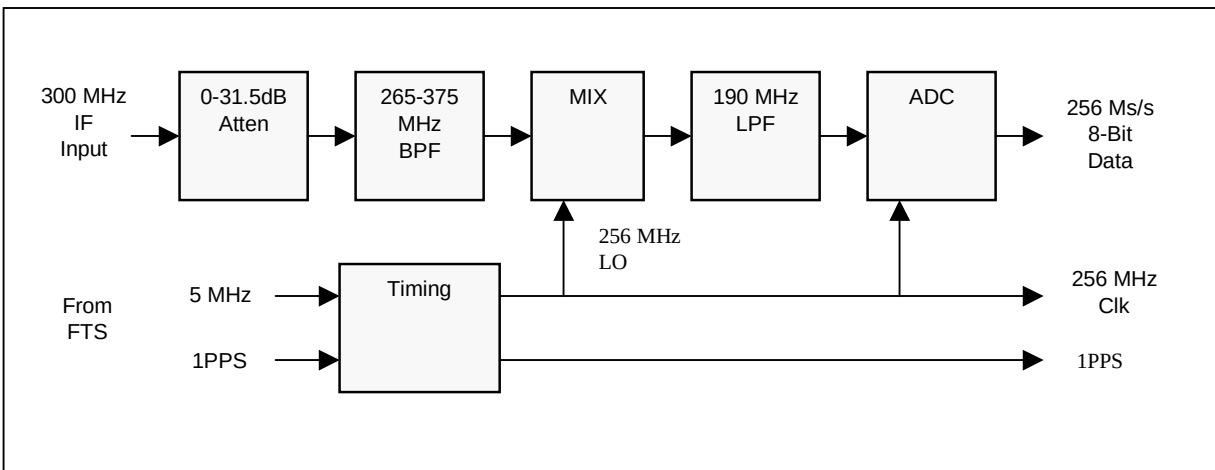 300 MHz
IF
Input
0-31.5dB
Atten
265-375
MHz
BPF
MIX
190 MHz
LPF
ADC
256 Ms/s
8-Bit
Data
256 MHz
LO
From
FTS
5 MHz
1PPS
Timing
256 MHz
Clk
1PPS